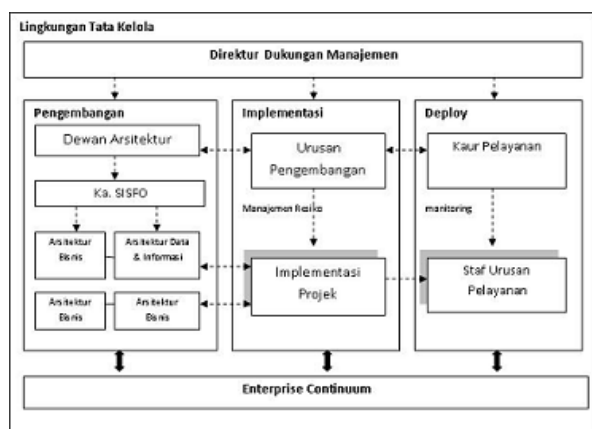 Lingkungan Tata Kelola
Direktur Dukungan Manajemen
Pengembangan
Dewan Arsitektur
Ka. SISFO
Arsitektur
Bisnis
Arsitektur Data
& Informasi
Arsitektur
Bisnis
Arsitektur
Bisnis
Implementasi
Urusan
Pengembangan
Manajemen Resiko
Implementasi
Projek
Deploy
Kaur Pelayanan
monitoring
Staf Urusan
Pelayanan
Enterprise Continuum